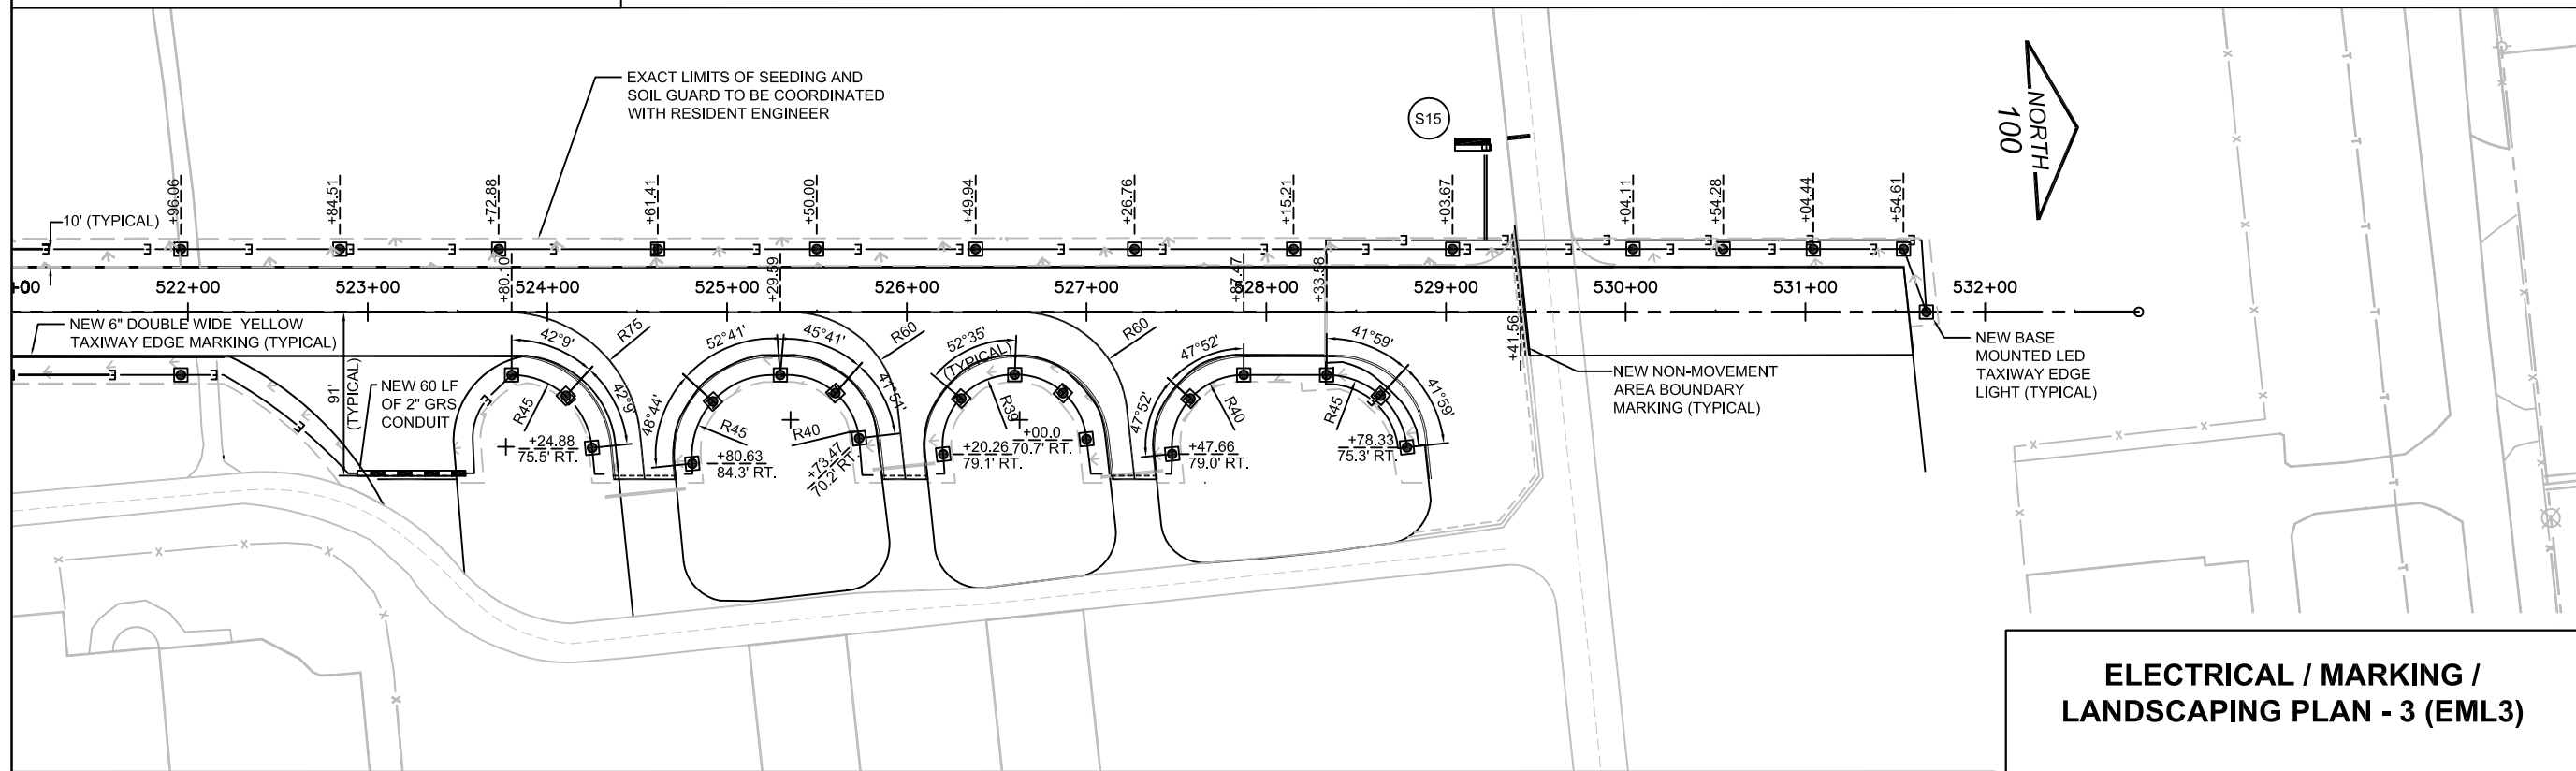 EXACT LIMITS OF SEEDING AND
SOIL GUARD TO BE COORDINATED
WITH RESIDENT ENGINEER
S15
NORTH
100
10' (TYPICAL)
+96.06
+84.51
+72.88
+61.41
+50.00
+49.94
+26.76
+15.21
+03.67
+04.11
+54.28
+04.44
+54.61
+80.10
+29.59
+87.47
+33.58
+00
522+00
523+00
524+00
525+00
526+00
527+00
528+00
529+00
530+00
531+00
532+00
NEW 6" DOUBLE WIDE YELLOW
TAXIWAY EDGE MARKING (TYPICAL)
91'
(TYPICAL)
NEW 60 LF
OF 2" GRS
CONDUIT
42°9'
R75
42°9'
R45
+24.88
75.5' RT.
52°41'
45°41'
R60
48°44'
41°54'
R45
R40
+80.63
84.3' RT.
+73.47
70.2' RT.
52°35'
(TYPICAL)
R60
R39
+20.26
79.1' RT.
+00.0
70.7' RT.
47°52'
47°52'
R40
+47.66
79.0' RT.
41°59'
41°59'
R45
+78.33
75.3' RT.
+41.56
NEW NON-MOVEMENT
AREA BOUNDARY
MARKING (TYPICAL)
NEW BASE
MOUNTED LED
TAXIWAY EDGE
LIGHT (TYPICAL)
ELECTRICAL / MARKING /
LANDSCAPING PLAN - 3 (EML3)